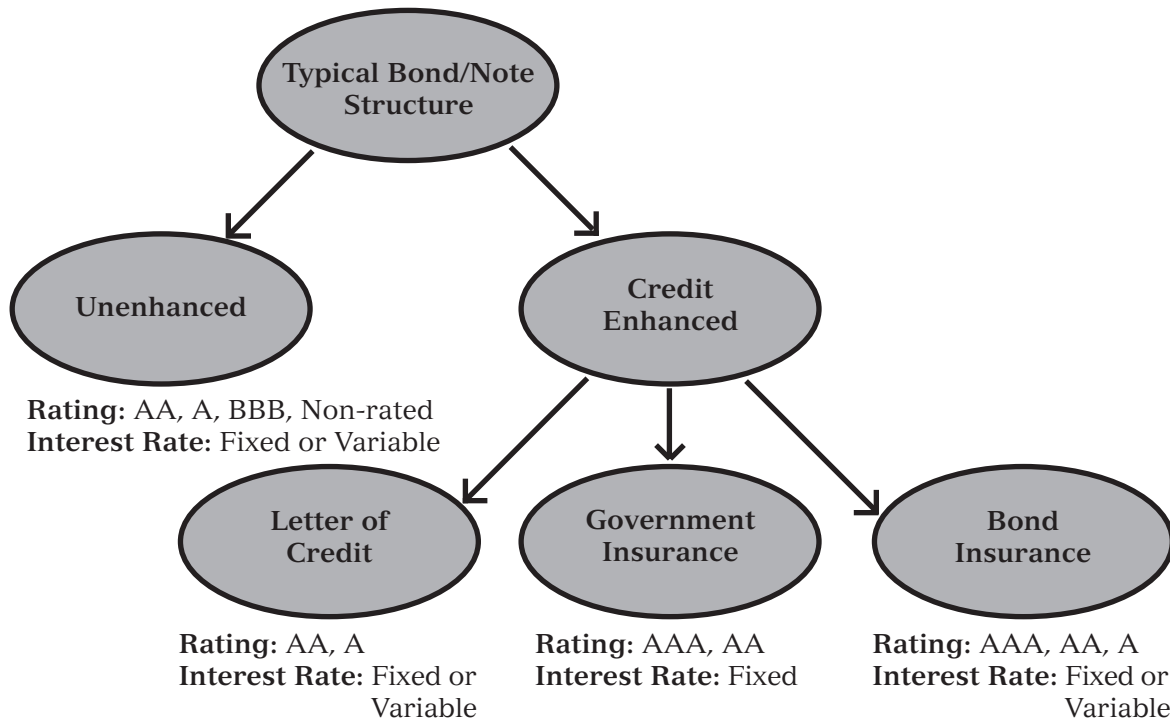 Typical Bond/Note
Structure
Unenhanced
Credit
Enhanced
Rating: AA, A, BBB, Non-rated
Interest Rate: Fixed or Variable
Letter of
Credit
Government
Insurance
Bond
Insurance
Rating: AA, A
Interest Rate: Fixed or
Variable
Rating: AAA, AA
Interest Rate: Fixed
Rating: AAA, AA, A
Interest Rate: Fixed or
Variable